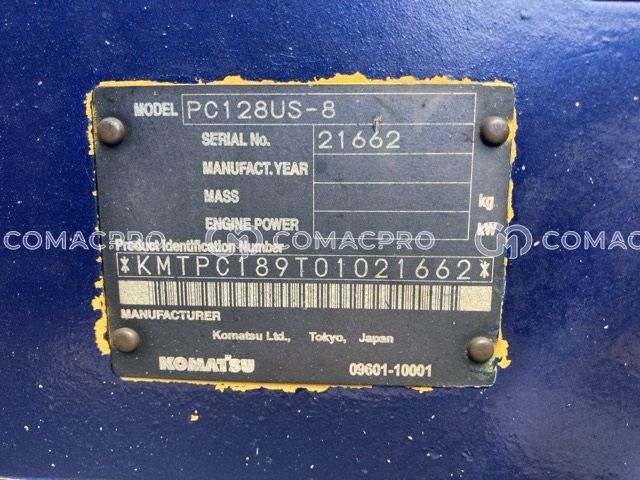 MODEL PC128US-8
SERIAL No. 21662
MANUFACT. YEAR
MASS kg
ENGINE POWER kW
COMACPRO COMACPRO COMACPRO
Product Identification Number
*KMTPC189T01021662*
MANUFACTURER
Komatsu Ltd., Tokyo, Japan
KOMATSU 09601-10001